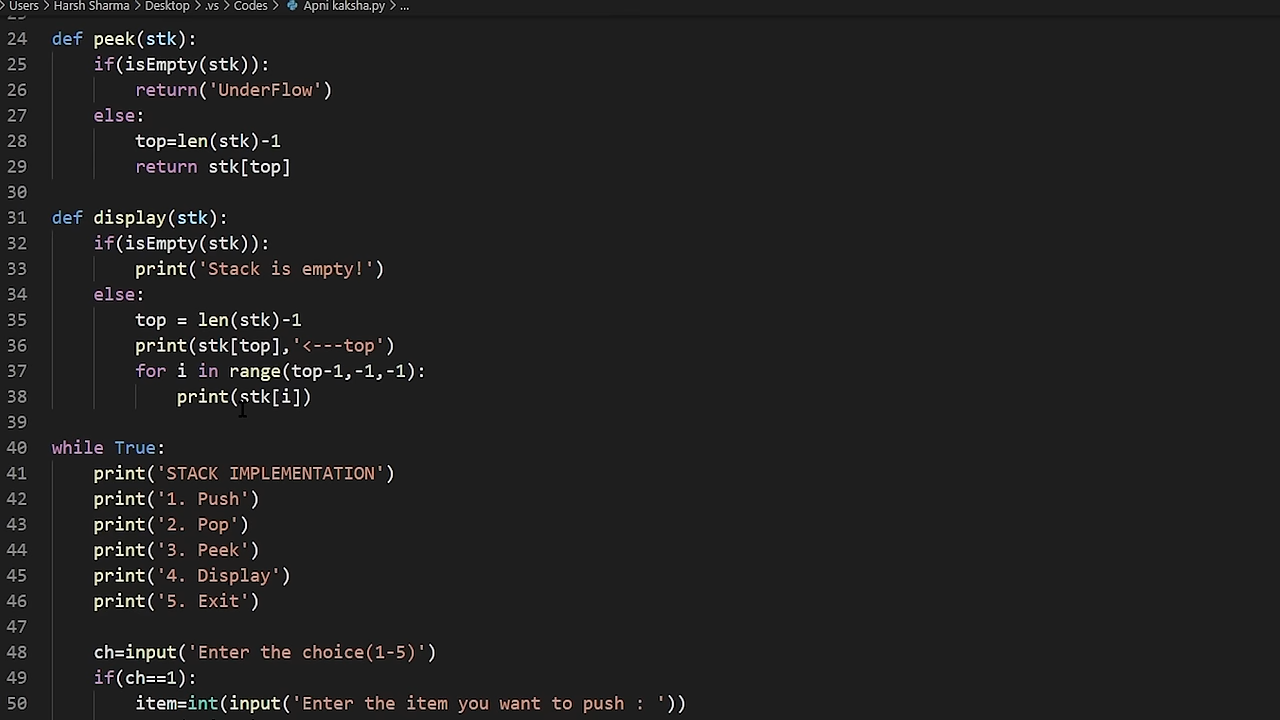 Users > Harsh Sharma > Desktop > .vs > Codes > Apni kaksha.py > ...
24 def peek(stk):
25     if(isEmpty(stk)):
26         return('UnderFlow')
27     else:
28         top=len(stk)-1
29         return stk[top]
30
31 def display(stk):
32     if(isEmpty(stk)):
33         print('Stack is empty!')
34     else:
35         top = len(stk)-1
36         print(stk[top],'<---top')
37         for i in range(top-1,-1,-1):
38             print(stk[i])
39
40 while True:
41     print('STACK IMPLEMENTATION')
42     print('1. Push')
43     print('2. Pop')
44     print('3. Peek')
45     print('4. Display')
46     print('5. Exit')
47
48     ch=input('Enter the choice(1-5)')
49     if(ch==1):
50         item=int(input('Enter the item you want to push : '))